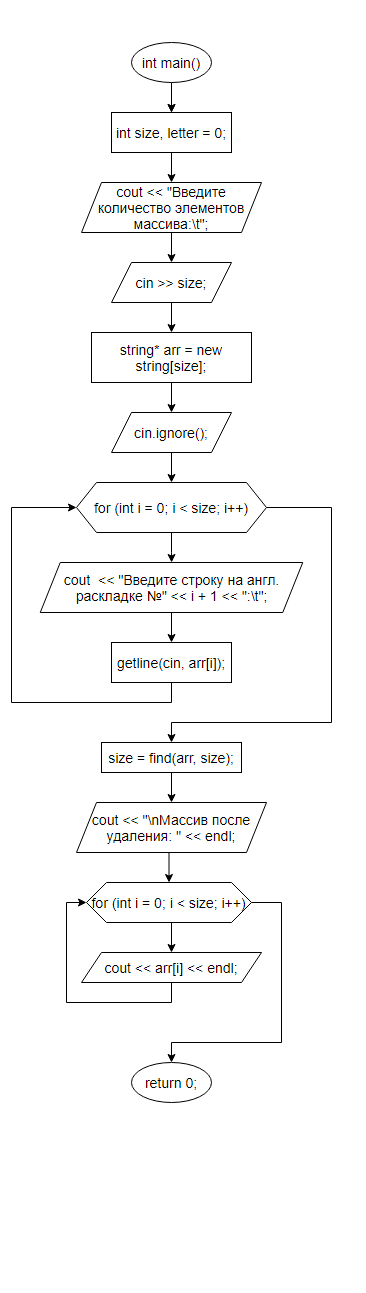 int main()
int size, letter = 0;
cout << "Введите
количество элементов
массива:\t";
cin >> size;
string* arr = new
string[size];
cin.ignore();
for (int i = 0; i < size; i++)
cout << "Введите строку на англ.
раскладке №" << i + 1 << ":\t";
getline(cin, arr[i]);
size = find(arr, size);
cout << "\nМассив после
удаления: " << endl;
for (int i = 0; i < size; i++)
cout << arr[i] << endl;
return 0;